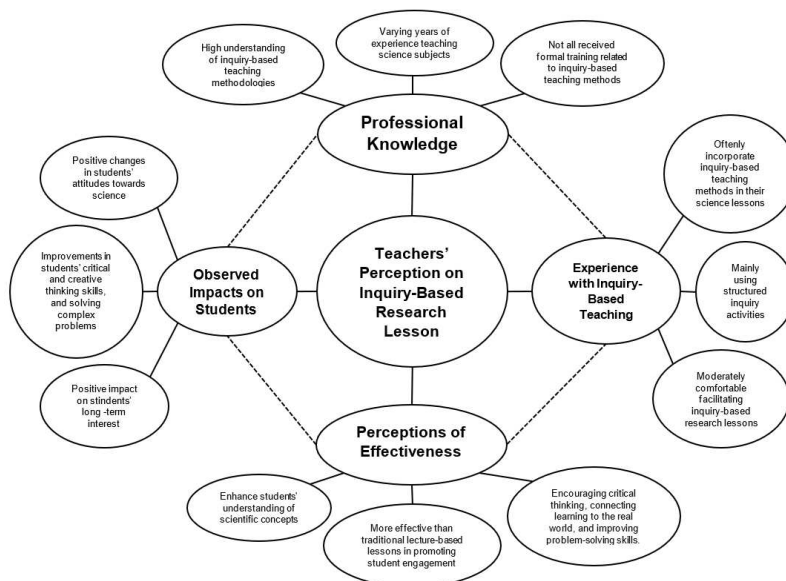 High understanding
of inquiry-based
teaching
methodologies
Varying years of
experience teaching
science subjects
Not all received
formal training related
to inquiry-based
teaching methods
Professional
Knowledge
Positive changes
in students'
attitudes towards
science
Improvements in
students' critical
and creative
thinking skills,
and solving
complex
problems
Positive impact
on stindents'
long -term
interest
Observed
Impacts on
Students
Teachers'
Perception on
Inquiry-Based
Research
Lesson
Experience
with Inquiry-
Based
Teaching
Oftenly
incorporate
inquiry-based
teaching
methods in their
science lessons
Mainly
using
structured
inquiry
activities
Moderately
comfortable
facilitating
inquiry-based
research lessons
Perceptions of
Effectiveness
Enhance students'
understanding of
scientific concepts
More effective than
traditional lecture-based
lessons in promoting
student engagement
Encouraging critical
thinking, connecting
learning to the real
world, and improving
problem-solving skills.